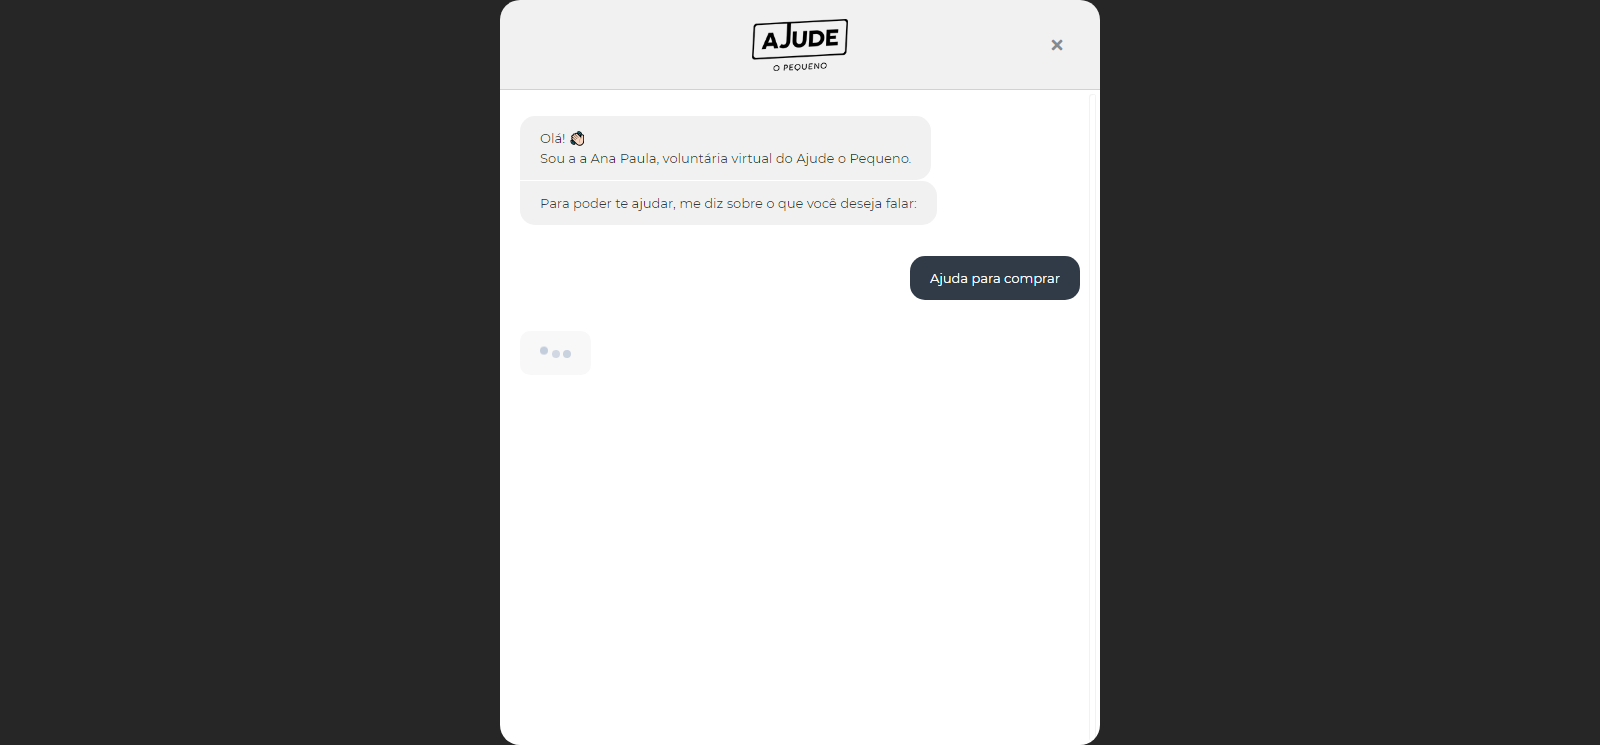 AJUDE
O PEQUENO
Olá! 👋🏻
Sou a a Ana Paula, voluntária virtual do Ajude o Pequeno.
Para poder te ajudar, me diz sobre o que você deseja falar:
Ajuda para comprar